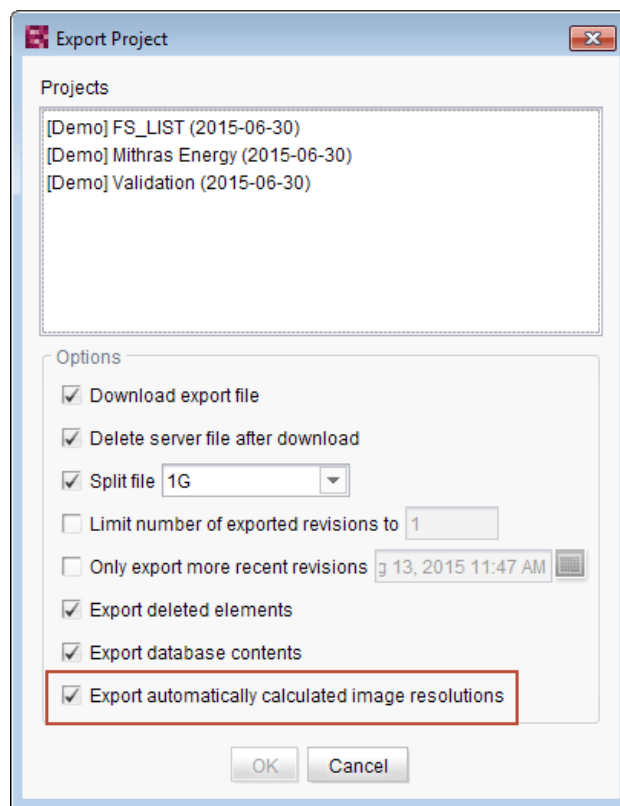 Export Project
Projects
[Demo] FS_LIST (2015-06-30)
[Demo] Mithras Energy (2015-06-30)
[Demo] Validation (2015-06-30)
Options
Download export file
Delete server file after download
Split file 1G
Limit number of exported revisions to 1
Only export more recent revisions g 13, 2015 11:47 AM
Export deleted elements
Export database contents
Export automatically calculated image resolutions
OK Cancel